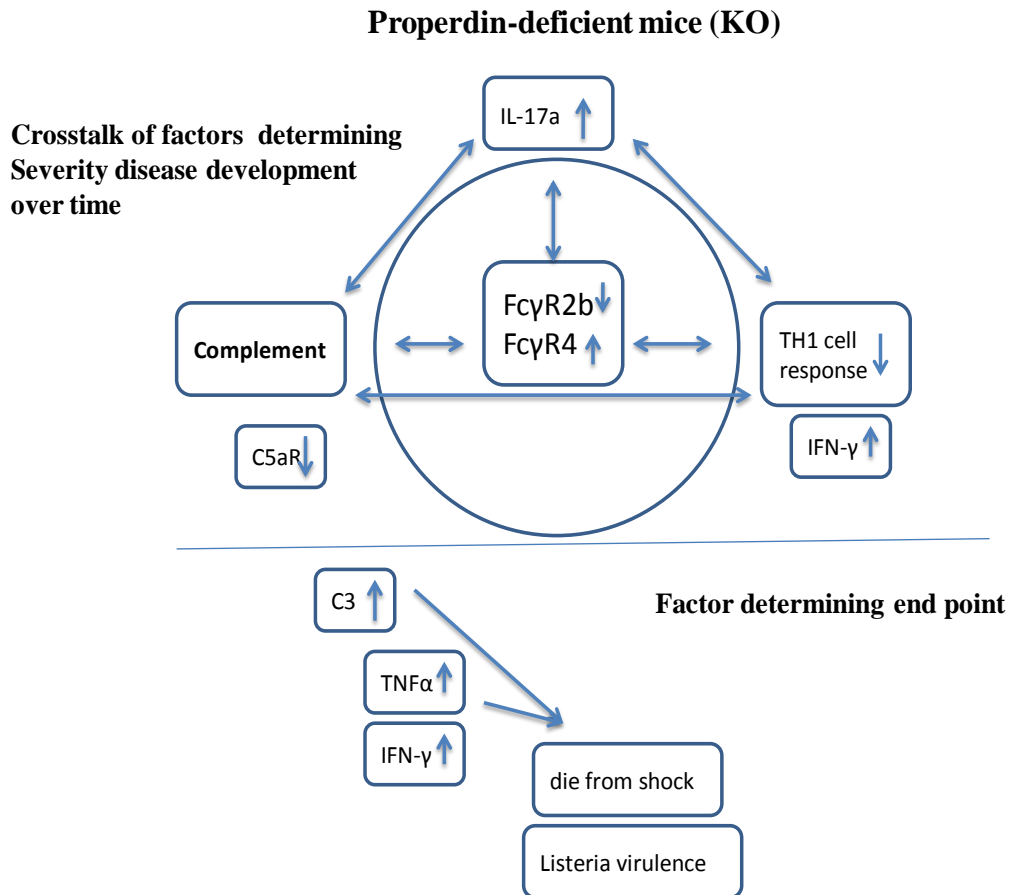 Properdin-deficient mice (KO)
IL-17a
Crosstalk of factors determining
Severity disease development
over time
FcγR2b
FcγR4
Complement
TH1 cell
response
C5aR
IFN-γ
C3
Factor determining end point
TNFα
IFN-γ
die from shock
Listeria virulence